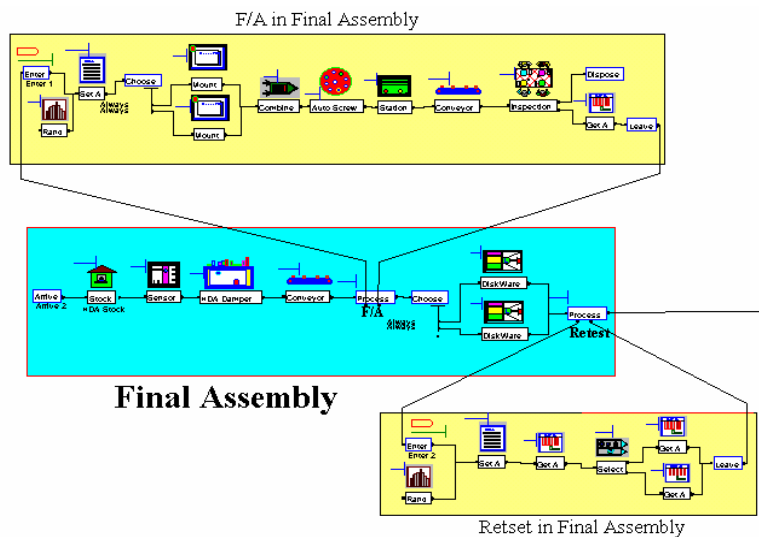 F/A in Final Assembly
Enter
Enter 1
Rang
Set A
Choose
Always
Always
Mount
Mount
Combine
Auto Screw
Station
Conveyor
Inspection
Dispose
Get A
Leave
Arrive
Arrive 2
Stock
HDA Stock
Sensor
HDA Damper
Conveyor
Process
F/A
Choose
Always
Always
DiskWare
DiskWare
Process
Retest
Final Assembly
Enter
Enter 2
Rang
Set A
Get A
Select
Get A
Get A
Leave
Retset in Final Assembly